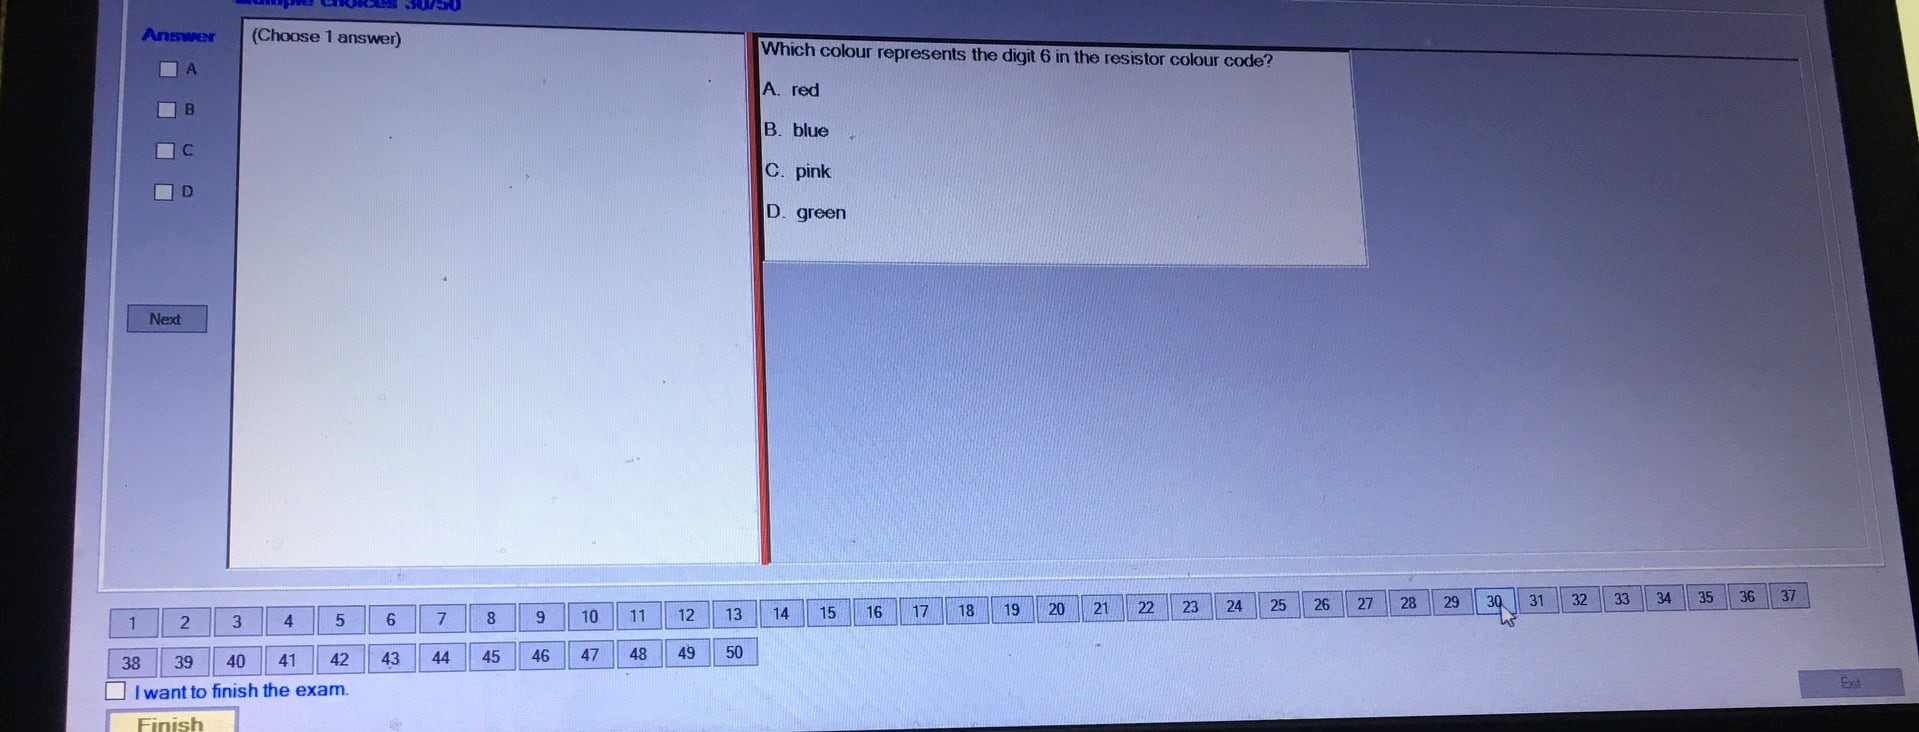 Multiple choices 30/50
Answer
(Choose 1 answer)
A
B
C
D
Next
Which colour represents the digit 6 in the resistor colour code?
A. red
B. blue
C. pink
D. green
1 2 3 4 5 6 7 8 9 10 11 12 13 14 15 16 17 18 19 20 21 22 23 24 25 26 27 28 29 30 31 32 33 34 35 36 37
38 39 40 41 42 43 44 45 46 47 48 49 50
I want to finish the exam.
Finish
Exit